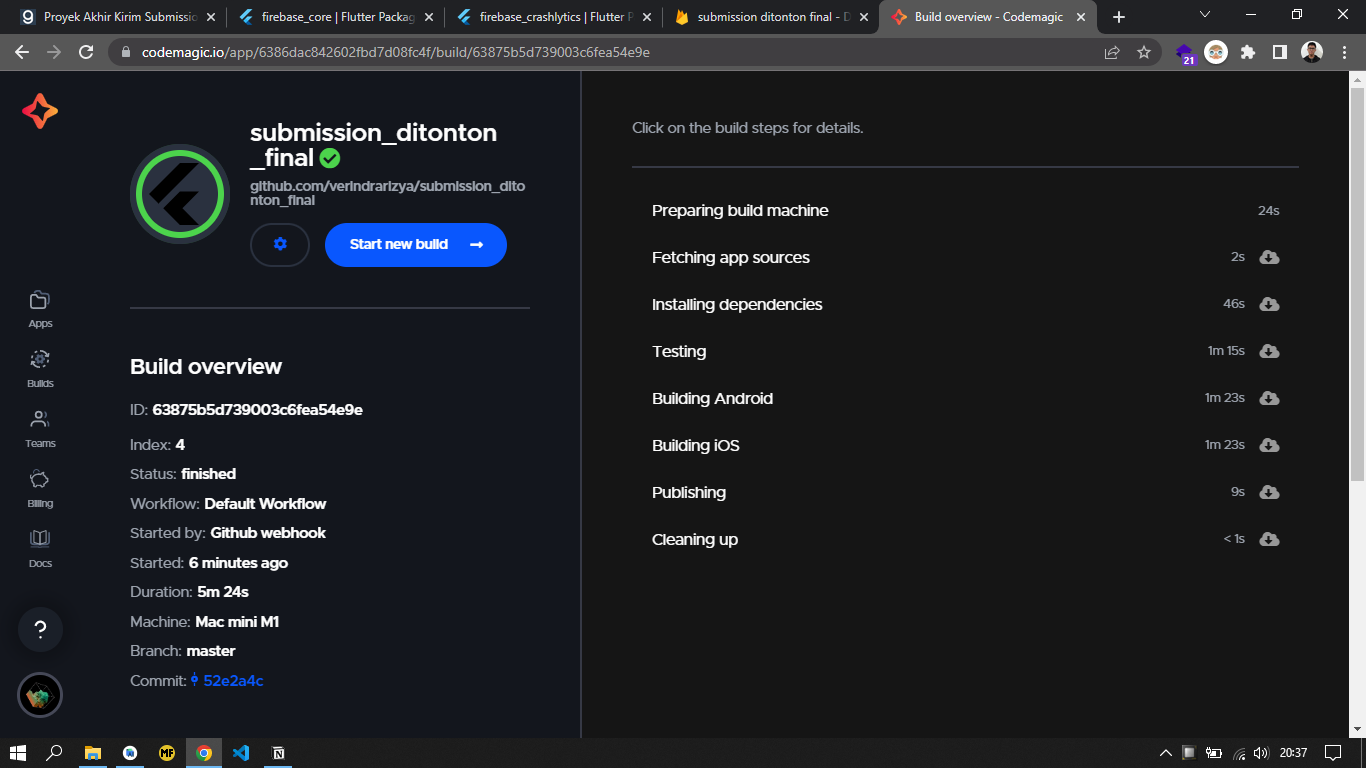 Proyek Akhir Kirim Submissio
firebase_core | Flutter Packag
firebase_crashlytics | Flutter P
submission ditonton final - D
Build overview - Codemagic
codemagic.io/app/6386dac842602fbd7d08fc4f/build/63875b5d739003c6fea54e9e
21
submission_ditonton
_final
github.com/verindrarizya/submission_dito
nton_final
Start new build
Apps
Builds
Teams
Billing
Docs
?
Build overview
ID: 63875b5d739003c6fea54e9e
Index: 4
Status: finished
Workflow: Default Workflow
Started by: Github webhook
Started: 6 minutes ago
Duration: 5m 24s
Machine: Mac mini M1
Branch: master
Commit: 52e2a4c
Click on the build steps for details.
Preparing build machine 24s
Fetching app sources 2s
Installing dependencies 46s
Testing 1m 15s
Building Android 1m 23s
Building iOS 1m 23s
Publishing 9s
Cleaning up < 1s
MF
N
20:37